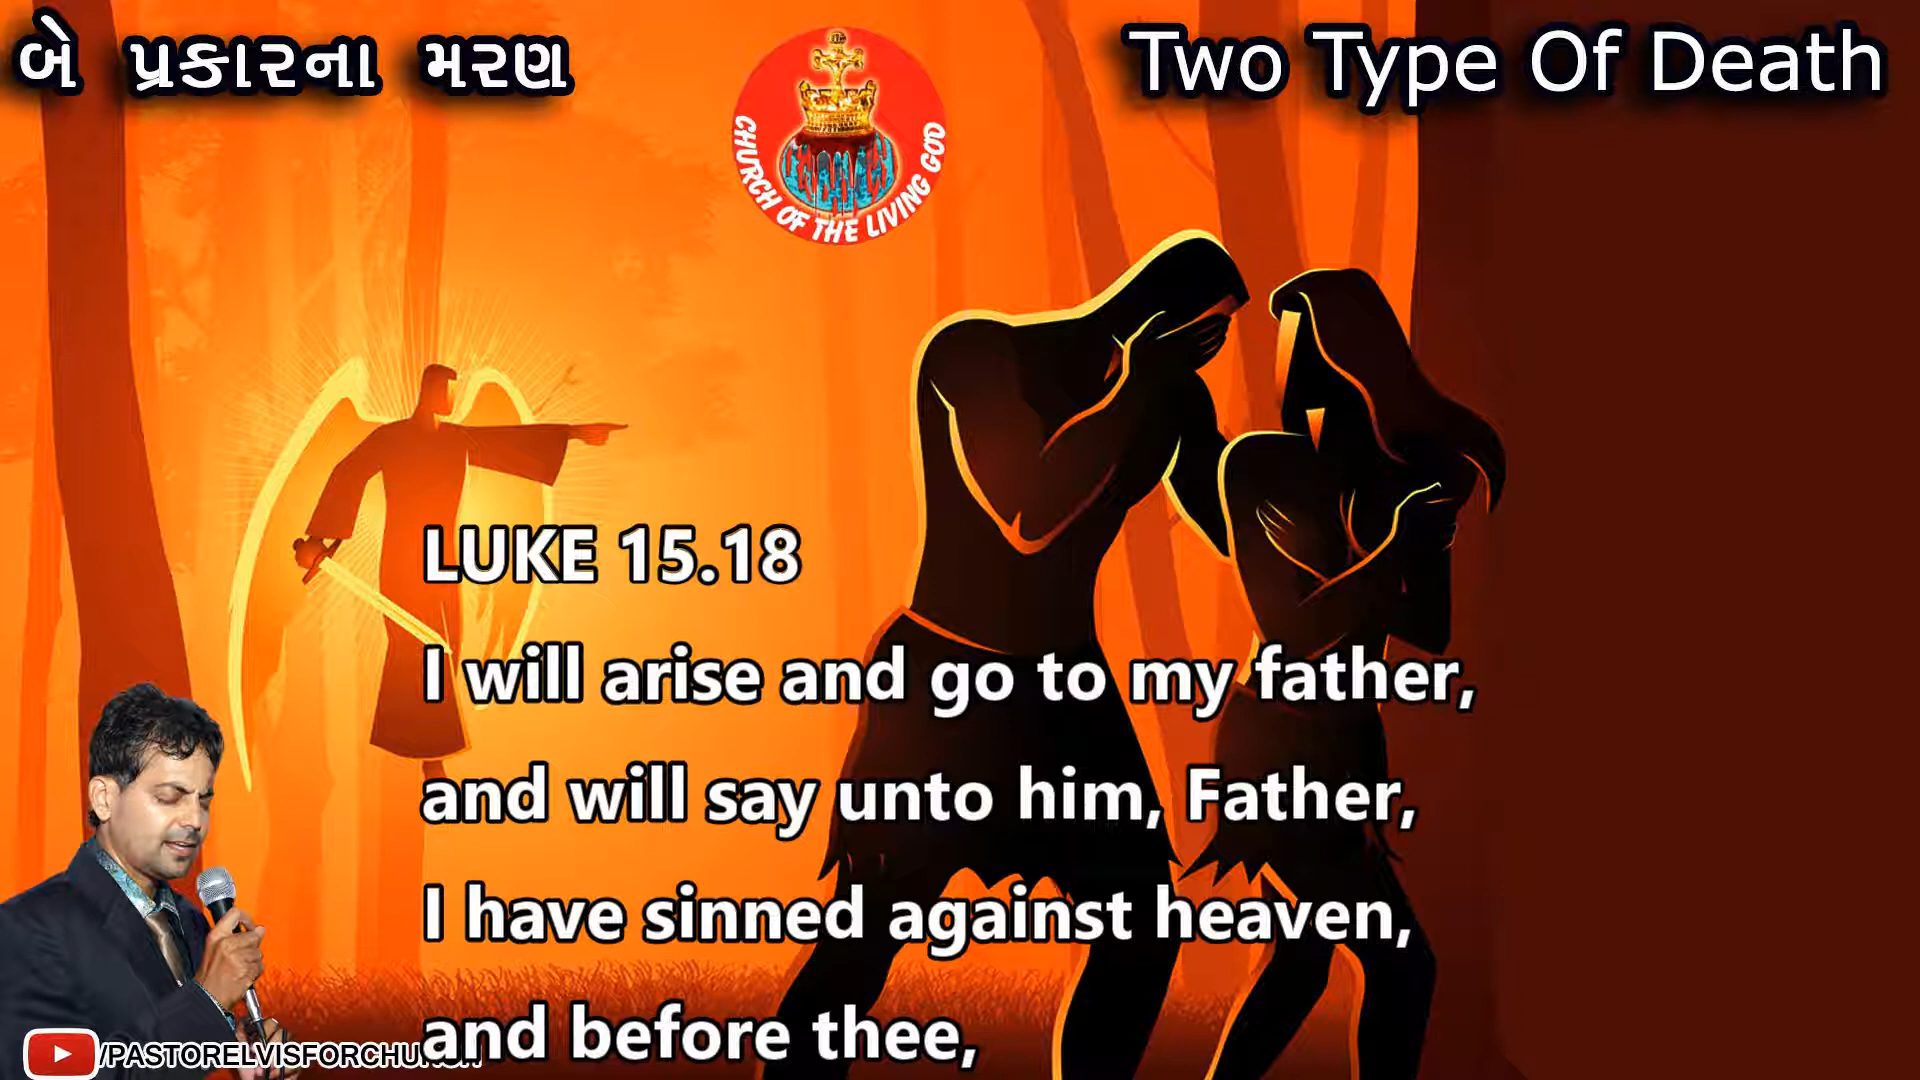 બે પ્રકારના મરણ
Two Type Of Death
CHURCH OF THE LIVING GOD
LUKE 15.18
I will arise and go to my father,
and will say unto him, Father,
I have sinned against heaven,
and before thee,
/PASTORELVISFORCHURCH